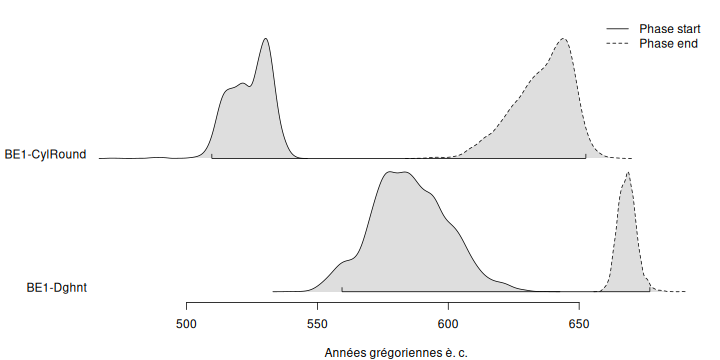 Phase start
Phase end
BE1-CylRound
BE1-Dghnt
500 550 600 650
Années grégoriennes è. c.